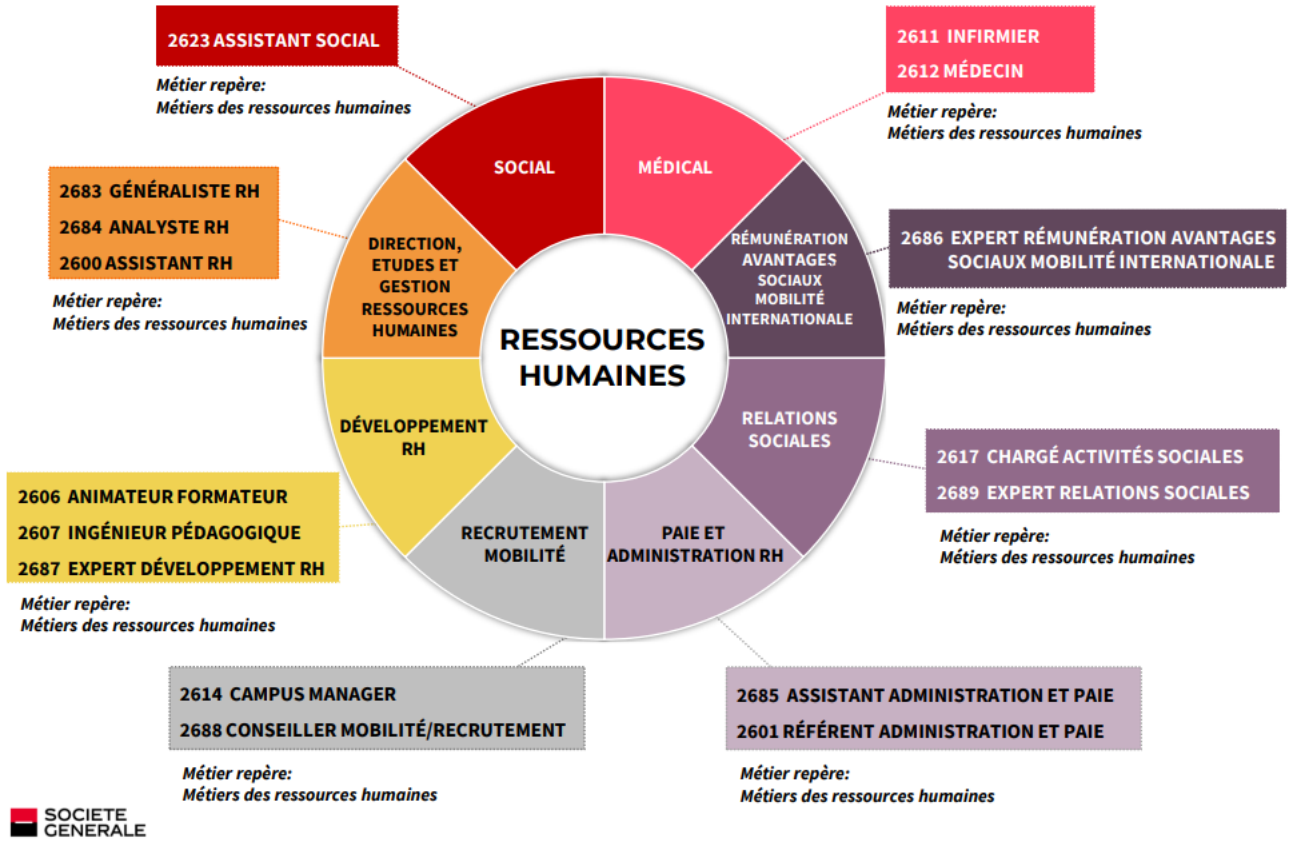 2623 ASSISTANT SOCIAL
Métier repère:
Métiers des ressources humaines
2611 INFIRMIER
2612 MÉDECIN
Métier repère:
Métiers des ressources humaines
SOCIAL
MÉDICAL
2683 GÉNÉRALISTE RH
2684 ANALYSTE RH
2600 ASSISTANT RH
Métier repère:
Métiers des ressources humaines
DIRECTION,
ETUDES ET
GESTION
RESSOURCES
HUMAINES
RÉMUNÉRATION
AVANTAGES
SOCIAUX
MOBILITÉ
INTERNATIONALE
2686 EXPERT RÉMUNÉRATION AVANTAGES
SOCIAUX MOBILITÉ INTERNATIONALE
Métier repère:
Métiers des ressources humaines
RESSOURCES
HUMAINES
DÉVELOPPEMENT
RH
RELATIONS
SOCIALES
2617 CHARGÉ ACTIVITÉS SOCIALES
2689 EXPERT RELATIONS SOCIALES
Métier repère:
Métiers des ressources humaines
2606 ANIMATEUR FORMATEUR
2607 INGÉNIEUR PÉDAGOGIQUE
2687 EXPERT DÉVELOPPEMENT RH
Métier repère:
Métiers des ressources humaines
RECRUTEMENT
MOBILITÉ
PAIE ET
ADMINISTRATION RH
2614 CAMPUS MANAGER
2688 CONSEILLER MOBILITÉ/RECRUTEMENT
Métier repère:
Métiers des ressources humaines
2685 ASSISTANT ADMINISTRATION ET PAIE
2601 RÉFÉRENT ADMINISTRATION ET PAIE
Métier repère:
Métiers des ressources humaines
SOCIETE
GENERALE